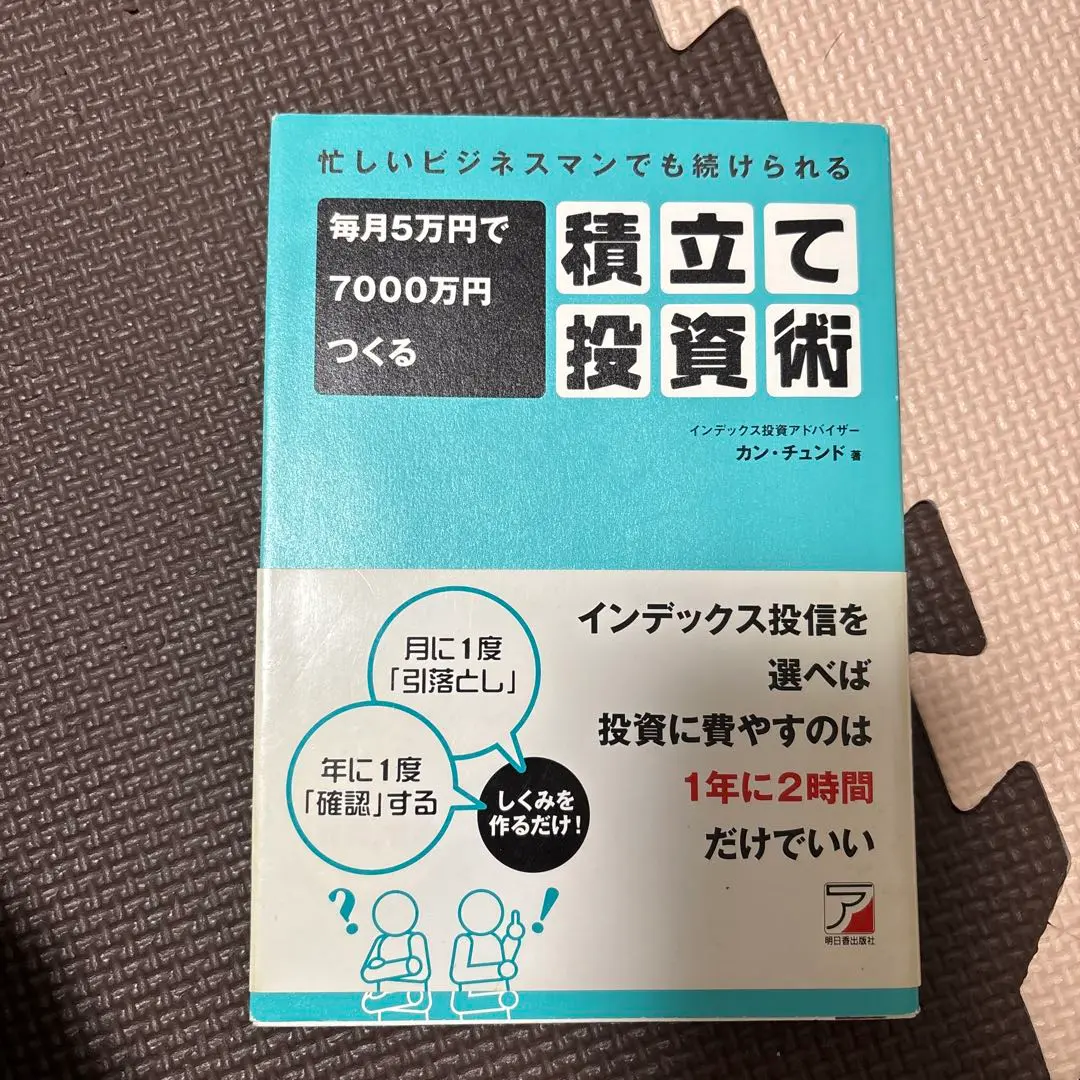 忙しいビジネスマンでも続けられる
毎月5万円で
7000万円
つくる
積立て
投資術
インデックス投資アドバイザー
カン・チュンド 著
インデックス投信を
選べば
投資に費やすのは
1年に2時間
だけでいい
月に1度
「引落とし」
年に1度
「確認」する
しくみを
作るだけ!
?
!
ア
明日香出版社